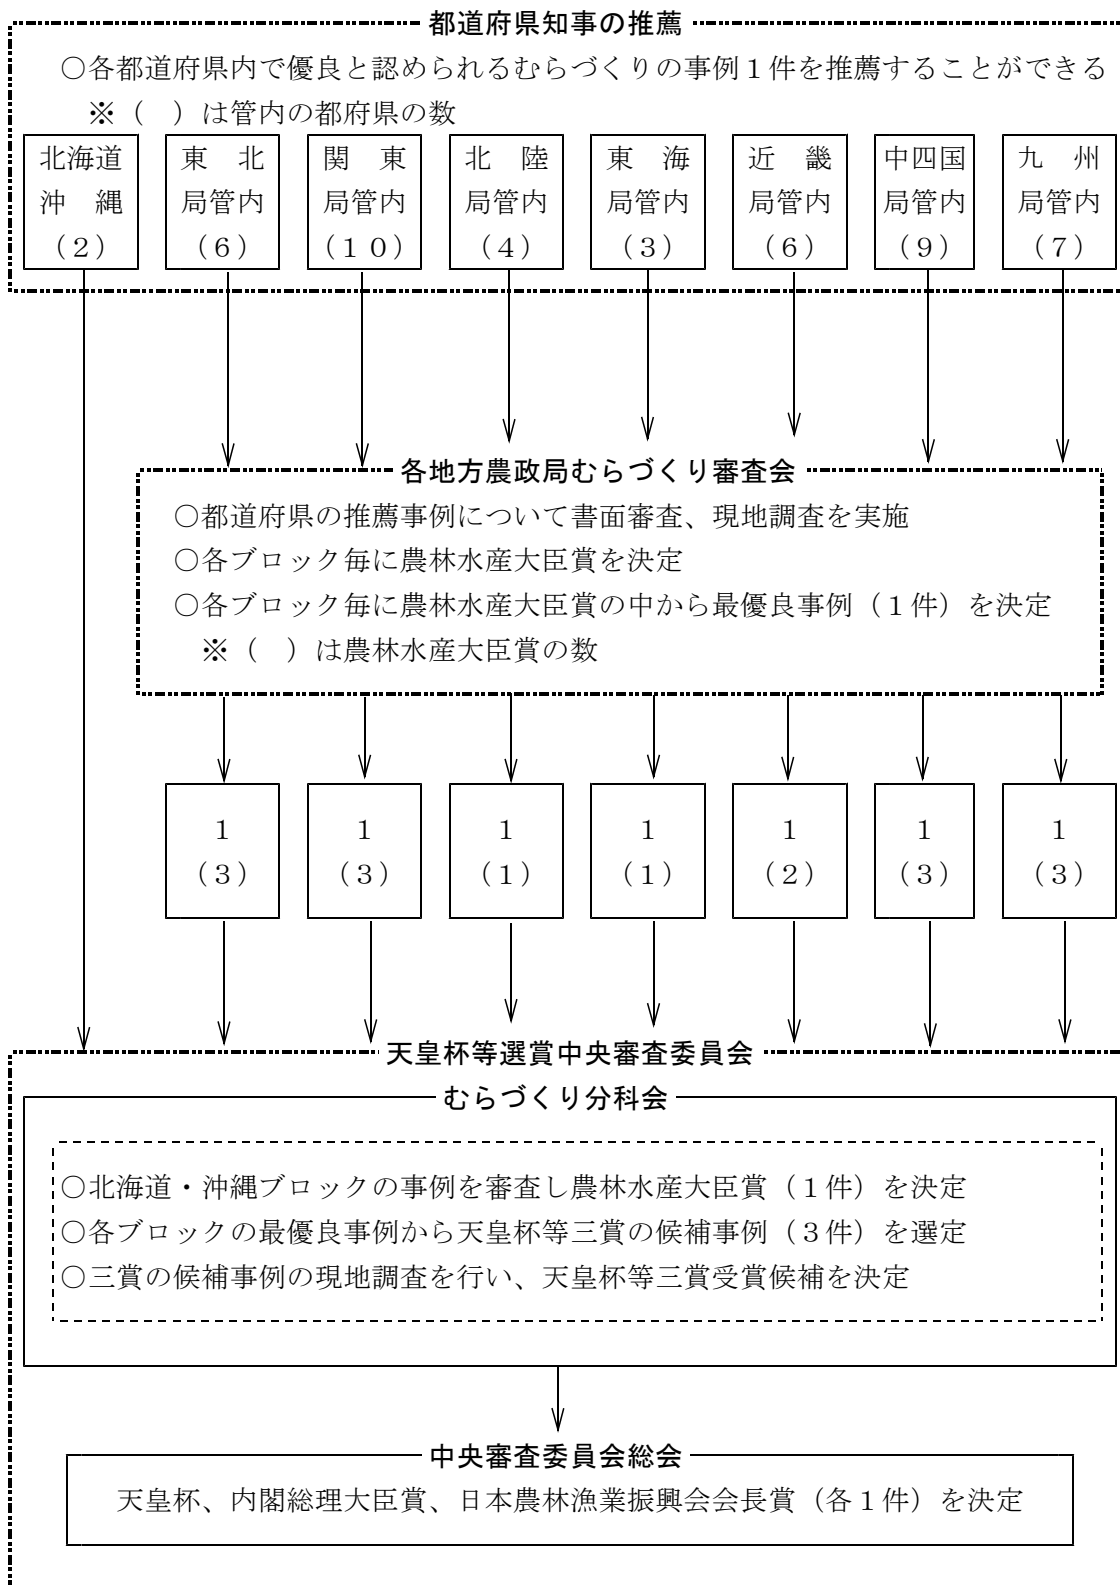 都道府県知事の推薦
○各都道府県内で優良と認められるむらづくりの事例1件を推薦することができる
※(　)は管内の都府県の数
北海道　東　北　関　東　北　陸　東　海　近　畿　中四国　九　州
沖　縄　局管内　局管内　局管内　局管内　局管内　局管内　局管内
(2)　(6)　(10)　(4)　(3)　(6)　(9)　(7)
各地方農政局むらづくり審査会
○都道府県の推薦事例について書面審査、現地調査を実施
○各ブロック毎に農林水産大臣賞を決定
○各ブロック毎に農林水産大臣賞の中から最優良事例(1件)を決定
※(　)は農林水産大臣賞の数
1　1　1　1　1　1　1
(3)　(3)　(1)　(1)　(2)　(3)　(3)
天皇杯等選賞中央審査委員会
むらづくり分科会
○北海道・沖縄ブロックの事例を審査し農林水産大臣賞(1件)を決定
○各ブロックの最優良事例から天皇杯等三賞の候補事例(3件)を選定
○三賞の候補事例の現地調査を行い、天皇杯等三賞受賞候補を決定
中央審査委員会総会
天皇杯、内閣総理大臣賞、日本農林漁業振興会会長賞(各1件)を決定